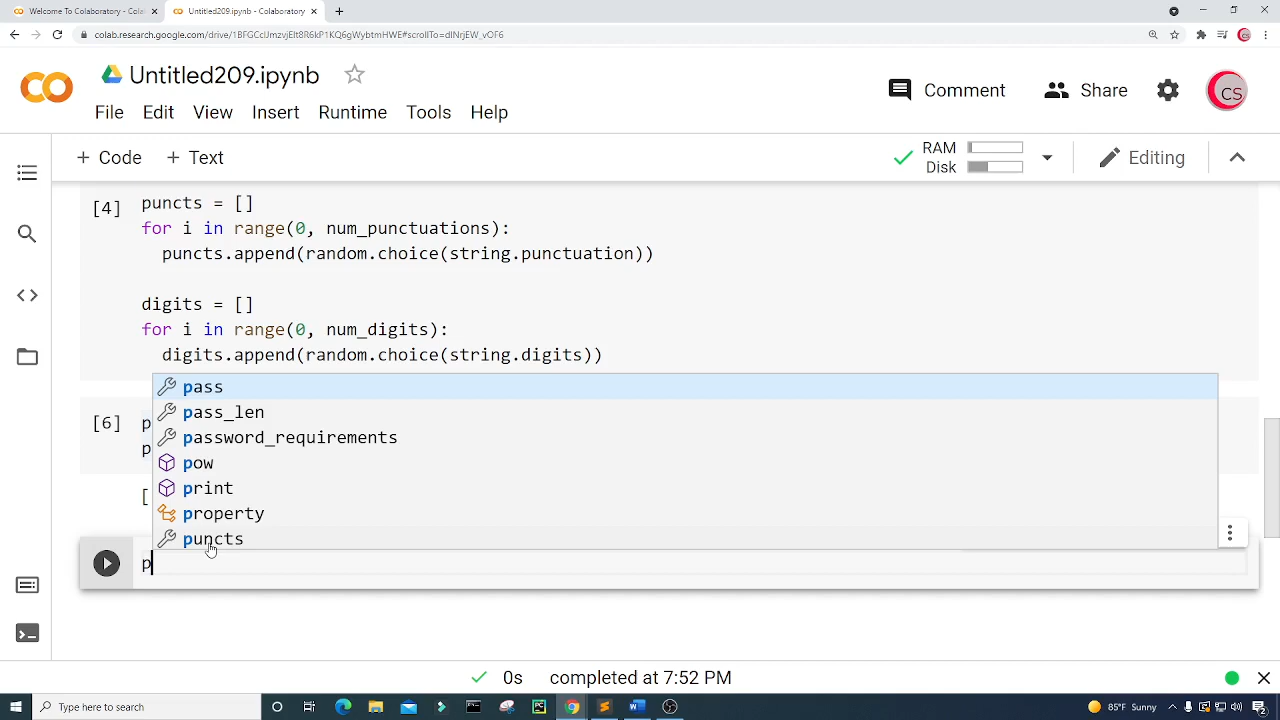 Welcome To Colaboratory - Colab
Untitled209.ipynb - Colaboratory
colab.research.google.com/drive/1BFGCclJmzvjElt8R6kP1KQ6gWybtmHWE#scrollTo=dINrjEW_vOF6
Untitled209.ipynb
Comment
Share
CS
File Edit View Insert Runtime Tools Help
+ Code + Text
RAM
Disk
Editing
[4] puncts = []
for i in range(0, num_punctuations):
puncts.append(random.choice(string.punctuation))
digits = []
for i in range(0, num_digits):
digits.append(random.choice(string.digits))
pass
pass_len
[6] p
password_requirements
p
pow
print
[
property
puncts
p
0s completed at 7:52 PM
Type here to search
85°F Sunny